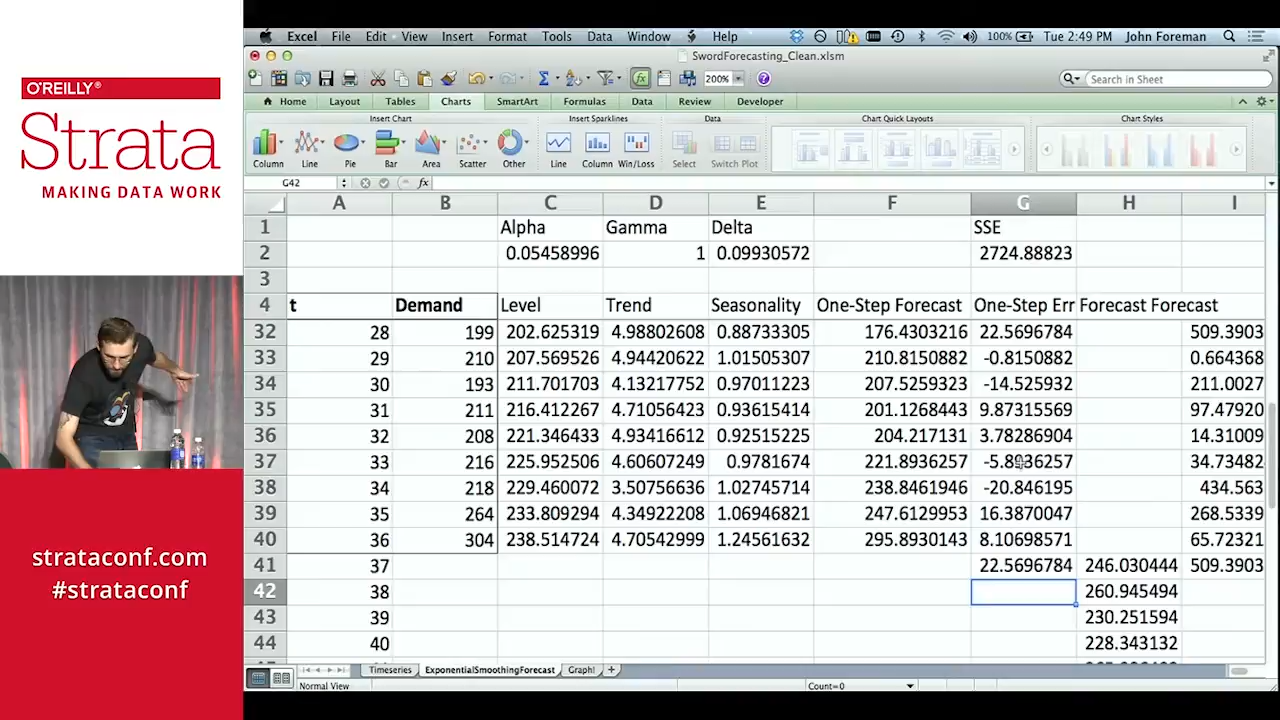 O'REILLY®
Strata
MAKING DATA WORK
strataconf.com
#strataconf
Excel File Edit View Insert Format Tools Data Window Help 100% Tue 2:49 PM John Foreman
SwordForecasting_Clean.xlsm
200% Search in Sheet
Home Layout Tables Charts SmartArt Formulas Data Review Developer
Insert Chart Insert Sparklines Data Chart Quick Layouts Chart Styles
Column Line Pie Bar Area Scatter Other Line Column Win/Loss Select Switch Plot
G42 fx
A B C D E F G H I
1 Alpha Gamma Delta SSE
2 0.05458996 1 0.09930572 2724.88823
3
4 t Demand Level Trend Seasonality One-Step Forecast One-Step Err Forecast Forecast
32 28 199 202.625319 4.98802608 0.88733305 176.4303216 22.5696784 509.3903
33 29 210 207.569526 4.94420622 1.01505307 210.8150882 -0.8150882 0.664368
34 30 193 211.701703 4.13217752 0.97011223 207.5259323 -14.525932 211.0027
35 31 211 216.412267 4.71056423 0.93615414 201.1268443 9.87315569 97.47920
36 32 208 221.346433 4.93416612 0.92515225 204.217131 3.78286904 14.31009
37 33 216 225.952506 4.60607249 0.9781674 221.8936257 -5.8936257 34.73482
38 34 218 229.460072 3.50756636 1.02745714 238.8461946 -20.846195 434.563
39 35 264 233.809294 4.34922208 1.06946821 247.6129953 16.3870047 268.5339
40 36 304 238.514724 4.70542999 1.24561632 295.8930143 8.10698571 65.72321
41 37 22.5696784 246.030444 509.3903
42 38 260.945494
43 39 230.251594
44 40 228.343132
Timeseries ExponentialSmoothingForecast Graph! +
Normal View Count=0